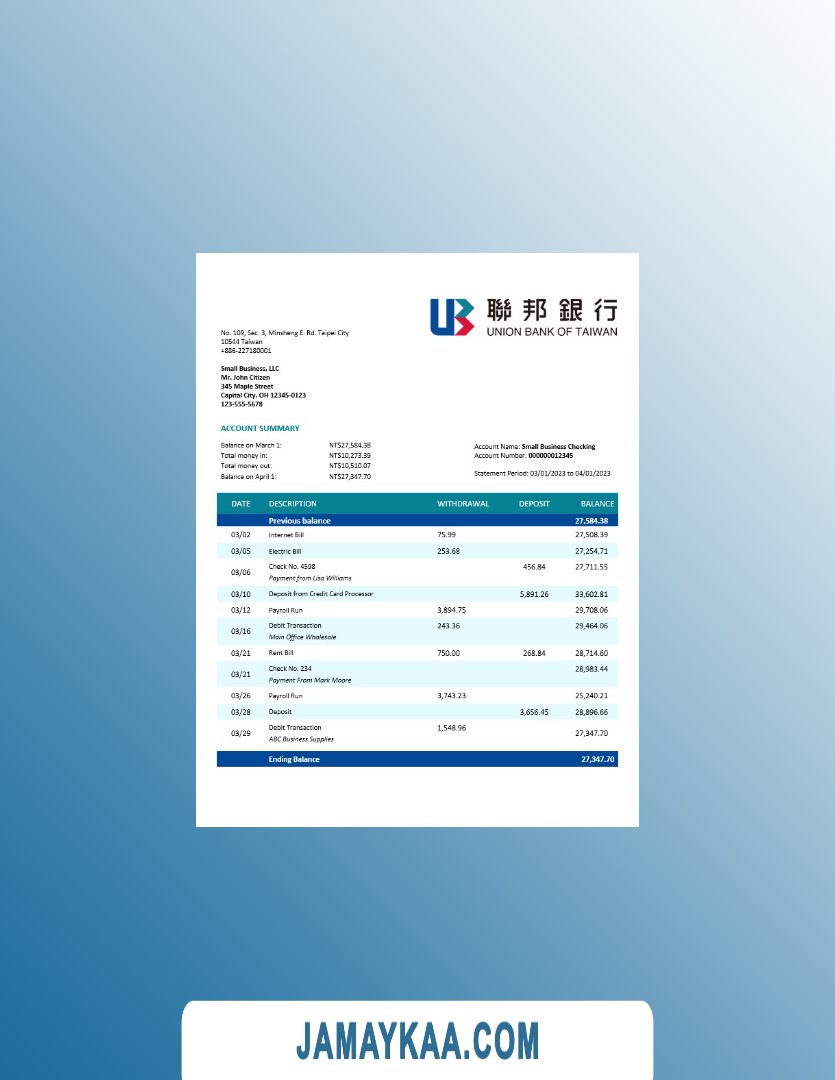 聯邦銀行
UNION BANK OF TAIWAN
No. 109, Sec. 3, Minsheng E. Rd. Taipei City
10544 Taiwan
+886-227180001
Small Business, LLC
Mr. John Citizen
345 Maple Street
Capital City. OH 12345-0123
123-555-5678
ACCOUNT SUMMARY
Balance on March 1: NT$27,584.38
Total money in: NT$10,273.39
Total money out: NT$10,510.07
Balance on April 1: NT$27,347.70
Account Name: Small Business Checking
Account Number: 000000012345
Statement Period: 03/01/2023 to 04/01/2023
DATE DESCRIPTION WITHDRAWAL DEPOSIT BALANCE
Previous balance 27.584.38
03/02 Internet Bill 75.99 27,508.39
03/05 Electric Bill 253.68 27,254.71
03/06 Check No. 4598 456.84 27,711.55
Payment from Lisa Williams
03/10 Deposit from Credit Card Processor 5,891.26 33,602.81
03/12 Payroll Run 3,894.75 29,708.06
03/16 Debit Transaction 243.36 29,464.06
Main Office Wholesale
03/21 Rent Bill 750.00 268.84 28,714.60
03/21 Check No. 234 28,983.44
Payment From Mark Moore
03/26 Payroll Run 3,743.23 25,240.21
03/28 Deposit 3,656.45 28,896.66
03/29 Debit Transaction 1,548.96 27,347.70
ABC Business Supplies
Ending Balance 27,347.70
JAMAYKAA.COM